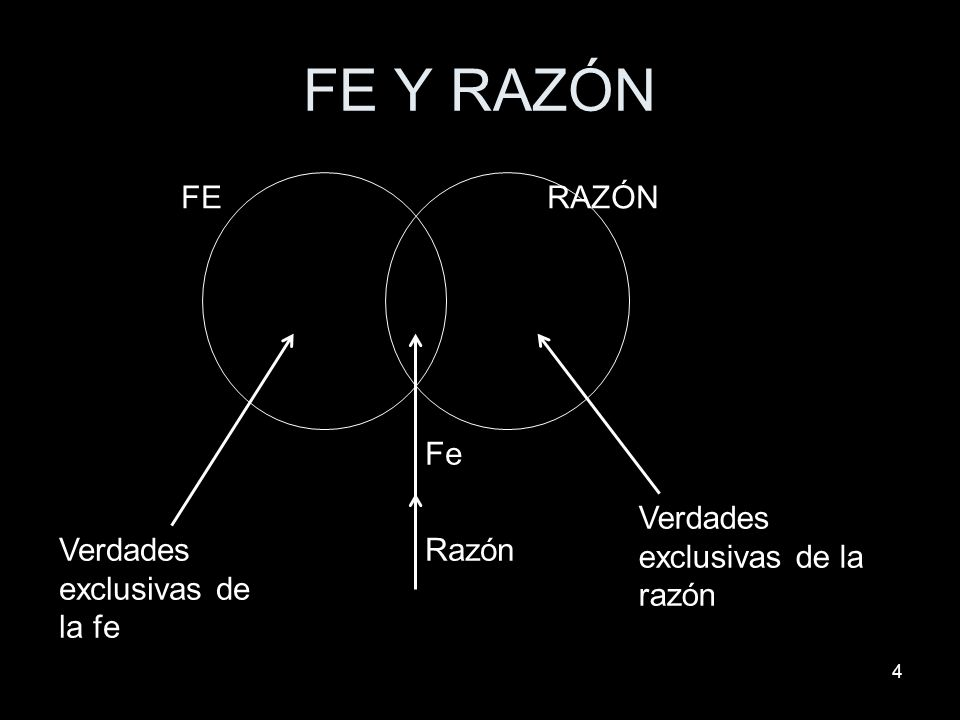 FE Y RAZÓN
FE
RAZÓN
Fe
Razón
Verdades
exclusivas de
la fe
Verdades
exclusivas de la
razón
4